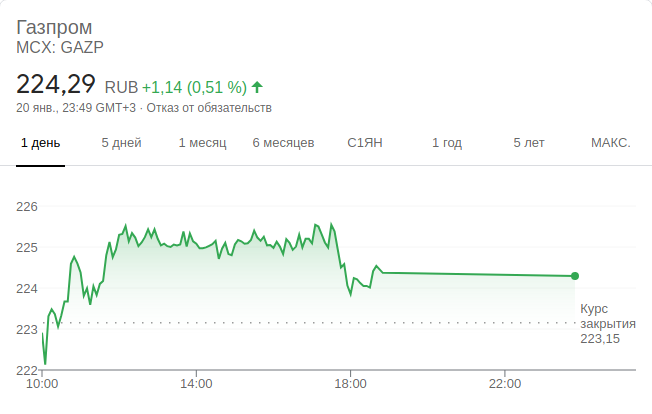 Газпром
MCX: GAZP
224,29 RUB +1,14 (0,51 %)
20 янв., 23:49 GMT+3 · Отказ от обязательств
1 день 5 дней 1 месяц 6 месяцев С1ЯН 1 год 5 лет МАКС.
226
225
224
223
222
Курс
закрытия
223,15
10:00 14:00 18:00 22:00